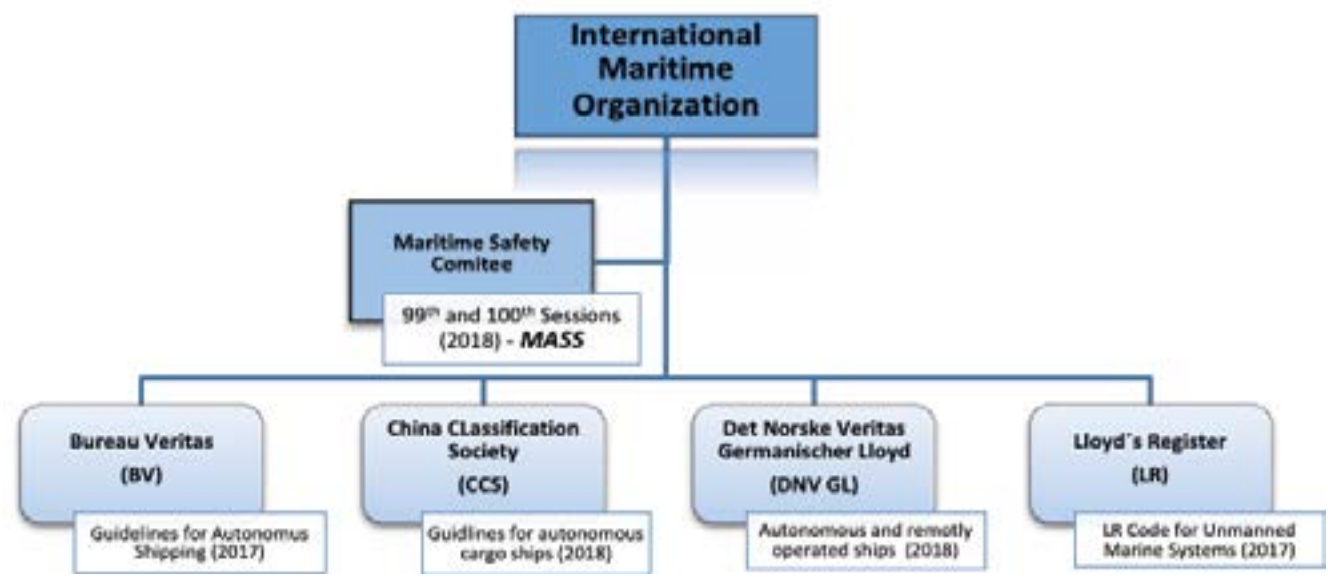 International
Maritime
Organization
Maritime Safety
Comitee
99th and 100th Sessions
(2018) - MASS
Bureau Veritas
(BV)
Guidelines for Autonomus
Shipping (2017)
China CLassification
Society
(CCS)
Guidlines for autonomous
cargo ships (2018)
Det Norske Veritas
Germanischer Lloyd
(DNV GL)
Autonomous and remotly
operated ships (2018)
Lloyd´s Register
(LR)
LR Code for Unmanned
Marine Systems (2017)